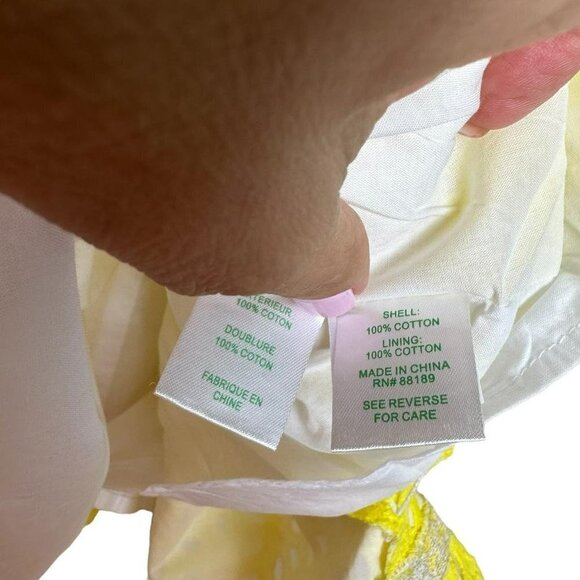 100% COTON
DOUBLURE
100% COTON
FABRIQUE EN
CHINE
SHELL:
100% COTTON
LINING:
100% COTTON
MADE IN CHINA
RN# 88189
SEE REVERSE
FOR CARE